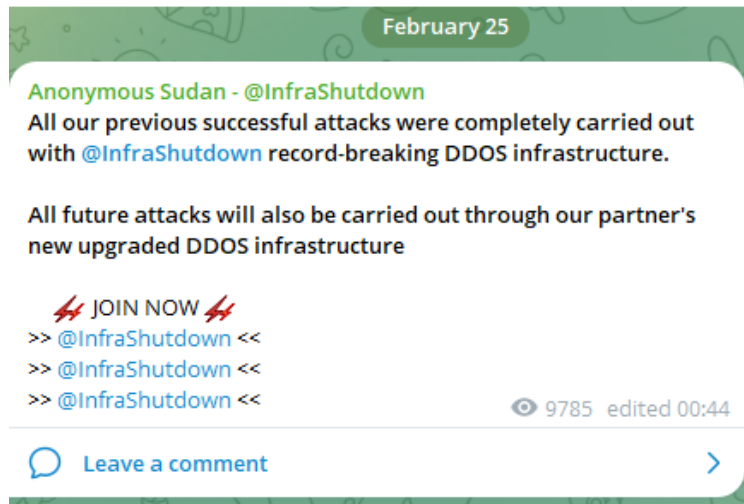 February 25
Anonymous Sudan - @InfraShutdown
All our previous successful attacks were completely carried out
with @InfraShutdown record-breaking DDOS infrastructure.
All future attacks will also be carried out through our partner's
new upgraded DDOS infrastructure
JOIN NOW
>> @InfraShutdown <<
>> @InfraShutdown <<
>> @InfraShutdown <<
9785 edited 00:44
Leave a comment